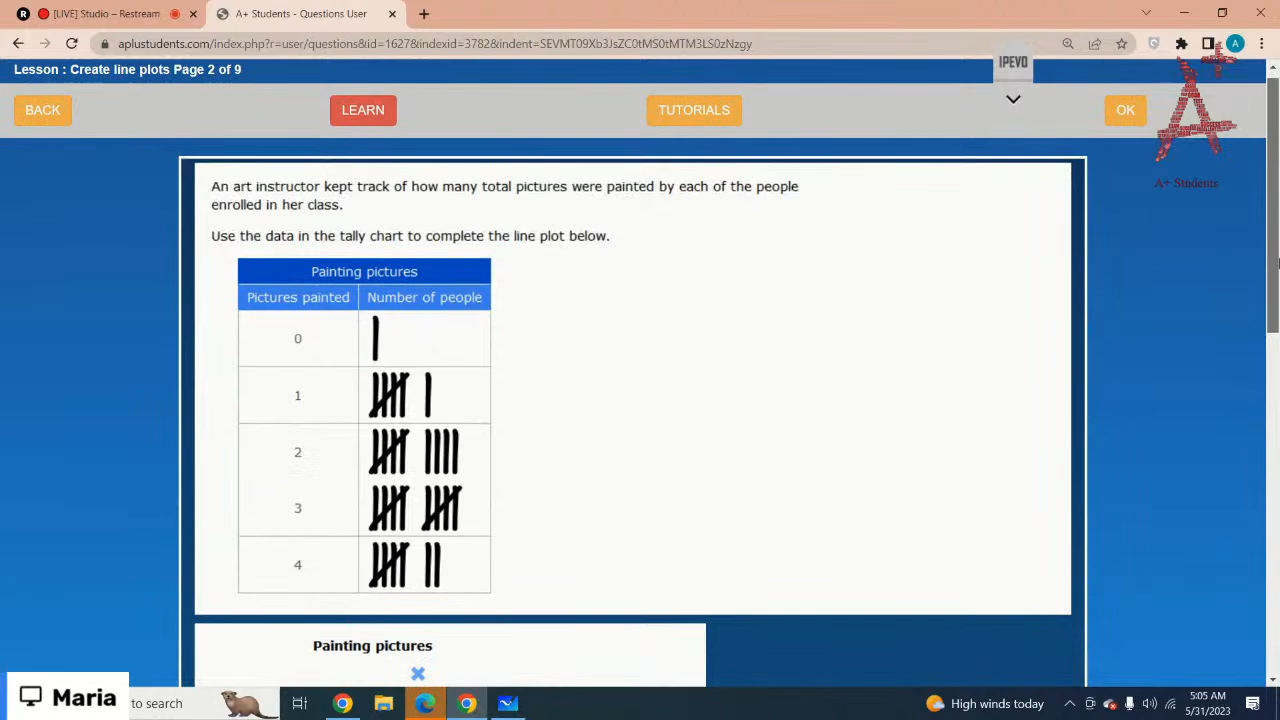 [LIVE] Studio – Restream
A+ Students - Questions User
aplustudents.com/index.php?r=user/questions&id=1627&indexid=3782&indent=SEVMT09Xb3JsZC0tMS0tMTM3LS0zNzgy
Lesson : Create line plots Page 2 of 9
IPEVO
BACK
LEARN
TUTORIALS
OK
A+ Students
An art instructor kept track of how many total pictures were painted by each of the people
enrolled in her class.
Use the data in the tally chart to complete the line plot below.
Painting pictures
Pictures painted Number of people
0
1
2
3
4
Painting pictures
Maria
to search
High winds today
5:05 AM
5/31/2023